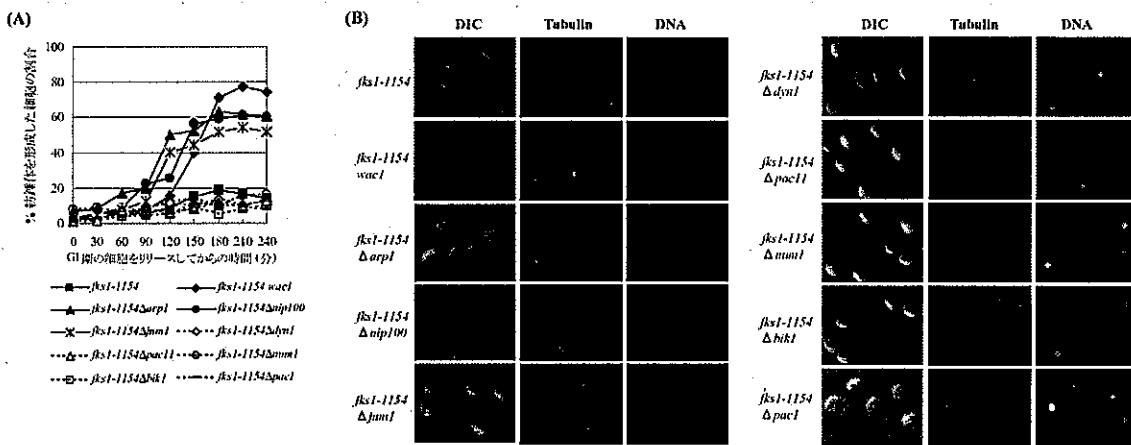 (A)
100
80
60
40
20
0
0 30 60 90 120 150 180 210 240
% 紡錘体を形成した細胞の割合
G1期の細胞をリリースしてからの時間(分)
fks1-1154
fks1-1154 wac1
fks1-1154Δarp1
fks1-1154Δnip100
fks1-1154Δjnm1
fks1-1154Δdyn1
fks1-1154Δpac11
fks1-1154Δnum1
fks1-1154Δbik1
fks1-1154Δpac1
(B)
DIC Tubulin DNA
fks1-1154
fks1-1154
wac1
fks1-1154
Δarp1
fks1-1154
Δnip100
fks1-1154
Δjnm1
DIC Tubulin DNA
fks1-1154
Δdyn1
fks1-1154
Δpac11
fks1-1154
Δnum1
fks1-1154
Δbik1
fks1-1154
Δpac1